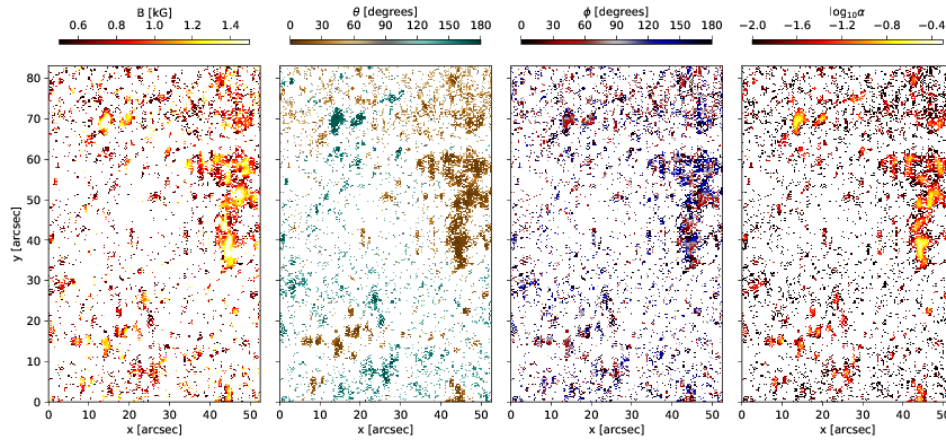 B [kG]
0.6 0.8 1.0 1.2 1.4
θ [degrees]
0 30 60 90 120 150 180
ϕ [degrees]
0 30 60 90 120 150 180
log₁₀α
−2.0 −1.6 −1.2 −0.8 −0.4
80
70
60
50
40
30
20
10
0
y [arcsec]
0 10 20 30 40 50
0 10 20 30 40 50
0 10 20 30 40 50
0 10 20 30 40 50
x [arcsec]
x [arcsec]
x [arcsec]
x [arcsec]